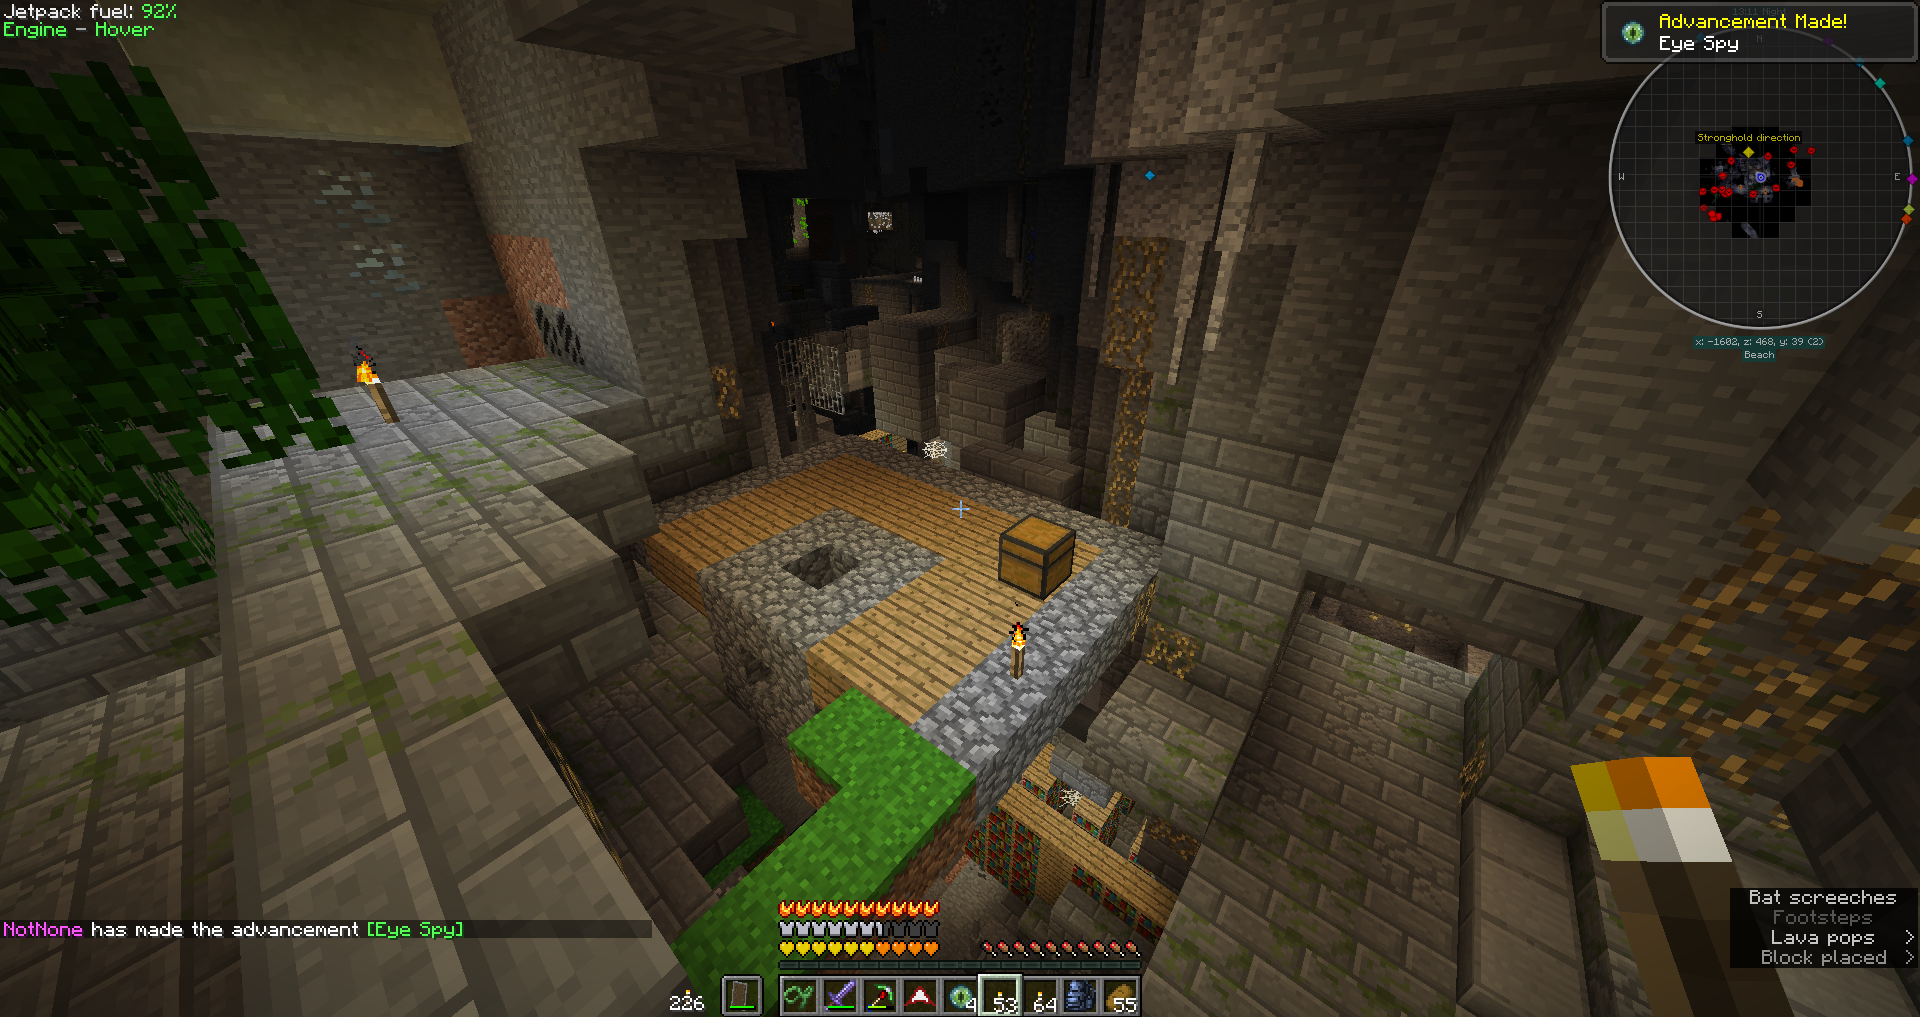 Jetpack fuel: 92%
Engine - Hover
Advancement Made!
Eye Spy
N
Stronghold direction
W
E
S
x: -1602, z: 468, y: 39 (2)
Beach
NotNone has made the advancement [Eye Spy]
Bat screeches
Footsteps
Lava pops >
Block placed >
226
4
53
64
55